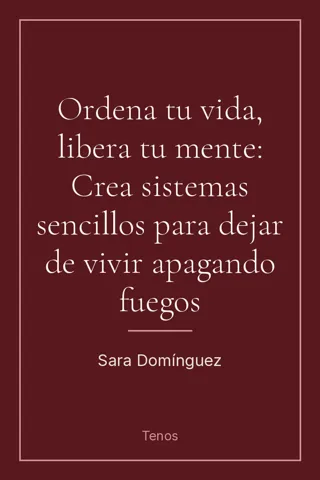 Ordena tu vida,
libera tu mente:
Crea sistemas
sencillos para dejar
de vivir apagando
fuegos
Sara Domínguez
Tenos